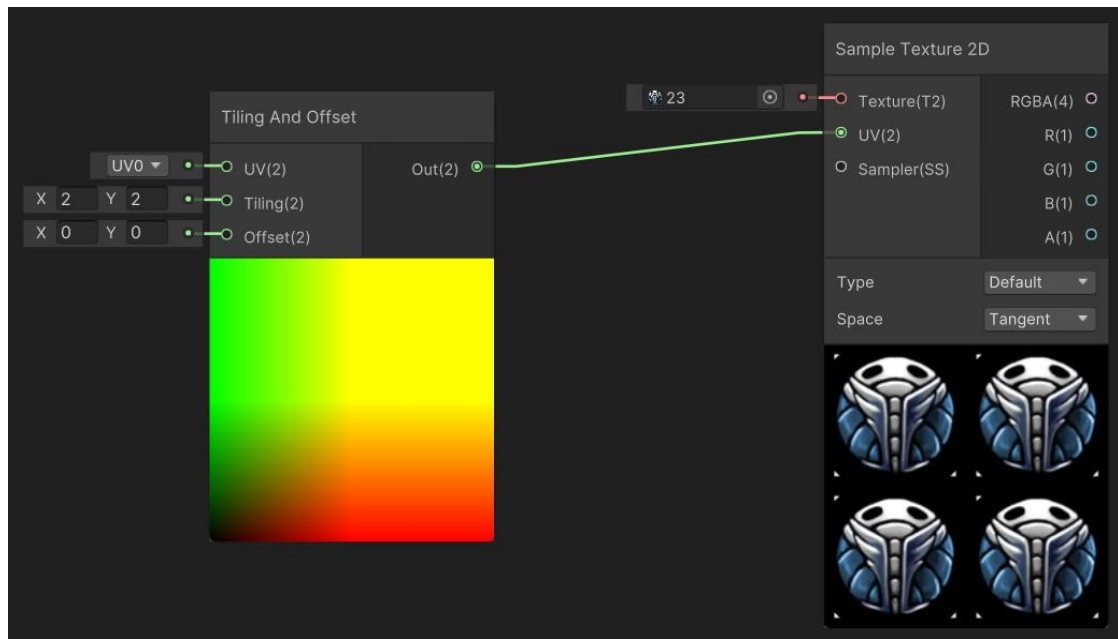 Tiling And Offset
UV0
UV(2)
Out(2)
X 2 Y 2
Tiling(2)
X 0 Y 0
Offset(2)
Sample Texture 2D
23
Texture(T2)
RGBA(4)
UV(2)
R(1)
Sampler(SS)
G(1)
B(1)
A(1)
Type
Default
Space
Tangent